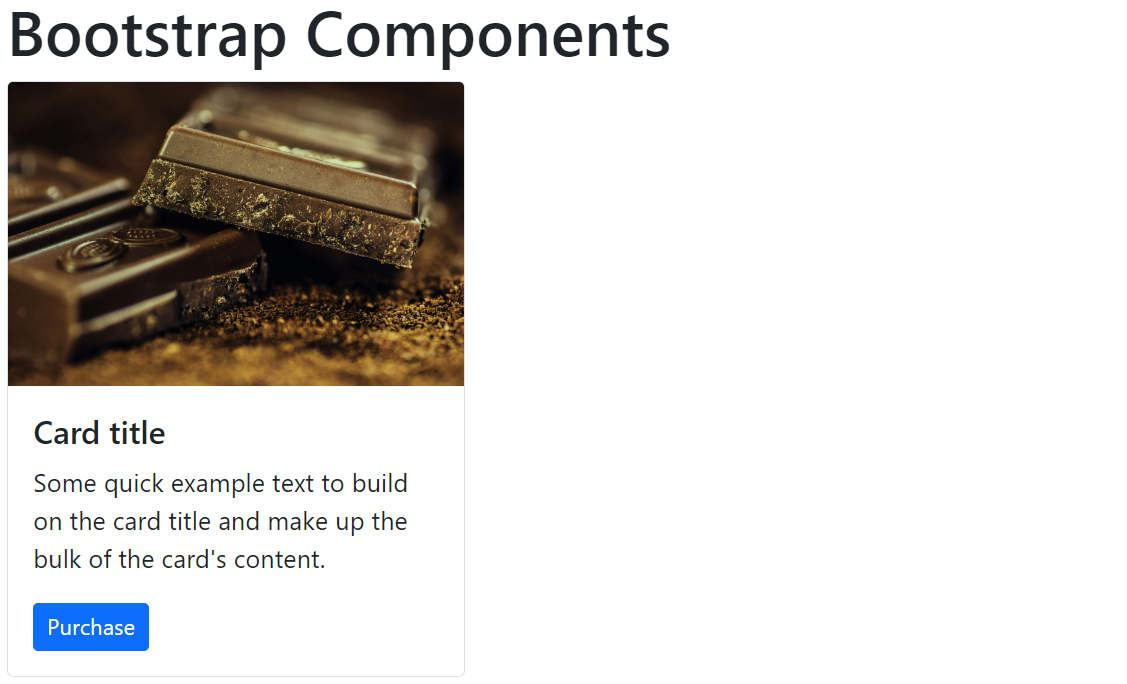 Bootstrap Components
Card title
Some quick example text to build
on the card title and make up the
bulk of the card's content.
Purchase